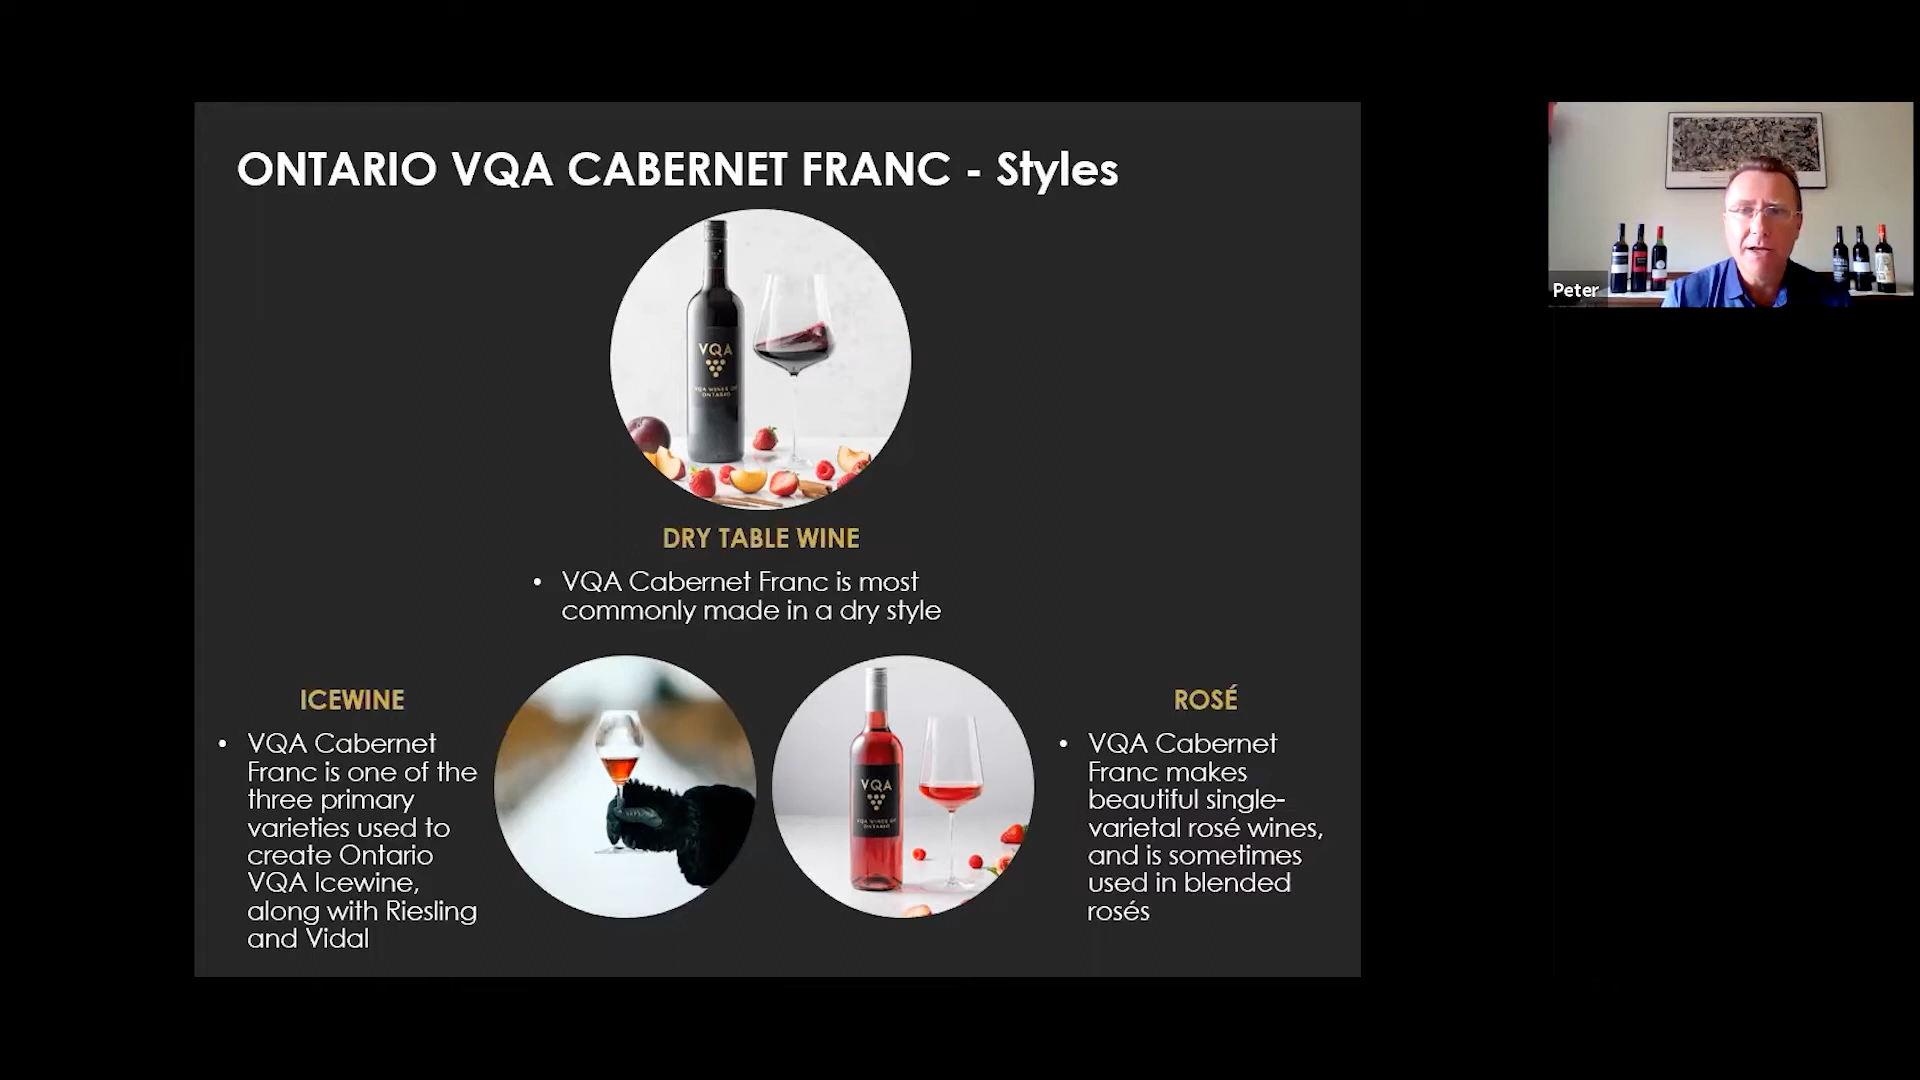 ONTARIO VQA CABERNET FRANC - Styles
VQA
VQA WINES OF
ONTARIO
DRY TABLE WINE
• VQA Cabernet Franc is most
commonly made in a dry style
ICEWINE
• VQA Cabernet
Franc is one of the
three primary
varieties used to
create Ontario
VQA Icewine,
along with Riesling
and Vidal
VQA
VQA WINES OF
ONTARIO
ROSÉ
• VQA Cabernet
Franc makes
beautiful single-
varietal rosé wines,
and is sometimes
used in blended
rosés
Peter